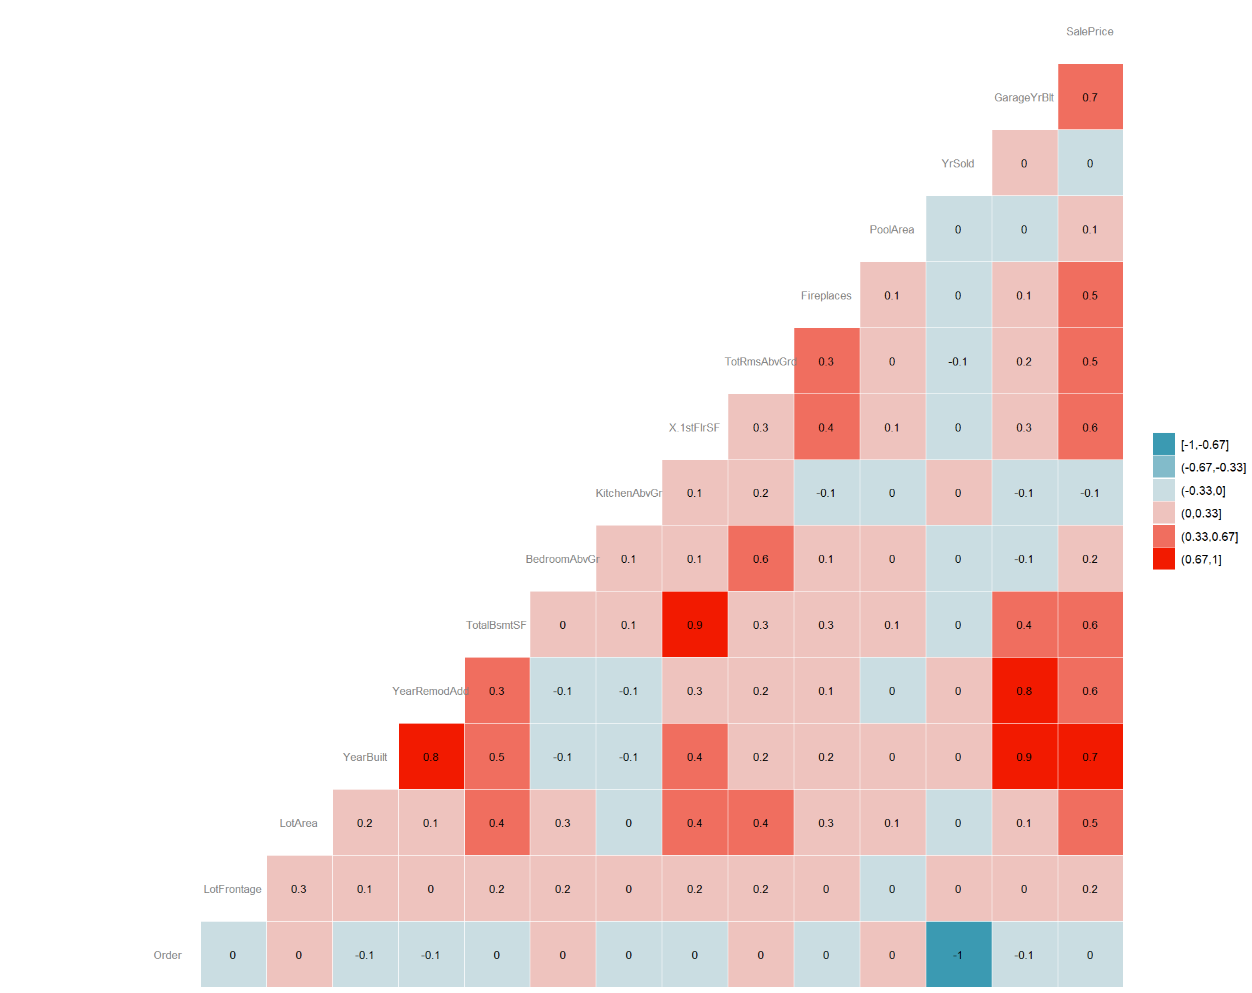 SalePrice
GarageYrBlt 0.7
YrSold 0 0
PoolArea 0 0 0.1
Fireplaces 0.1 0 0.1 0.5
TotRmsAbvGrd 0.3 0 -0.1 0.2 0.5
X.1stFlrSF 0.3 0.4 0.1 0 0.3 0.6
[-1,-0.67]
(-0.67,-0.33]
(-0.33,0]
(0,0.33]
(0.33,0.67]
(0.67,1]
KitchenAbvGr 0.1 0.2 -0.1 0 0 -0.1 -0.1
BedroomAbvGr 0.1 0.1 0.6 0.1 0 0 -0.1 0.2
TotalBsmtSF 0 0.1 0.9 0.3 0.3 0.1 0 0.4 0.6
YearRemodAdd 0.3 -0.1 -0.1 0.3 0.2 0.1 0 0 0.8 0.6
YearBuilt 0.8 0.5 -0.1 -0.1 0.4 0.2 0.2 0 0 0.9 0.7
LotArea 0.2 0.1 0.4 0.3 0 0.4 0.4 0.3 0.1 0 0.1 0.5
LotFrontage 0.3 0.1 0 0.2 0.2 0 0.2 0.2 0 0 0 0 0.2
Order 0 0 -0.1 -0.1 0 0 0 0 0 0 0 -1 -0.1 0